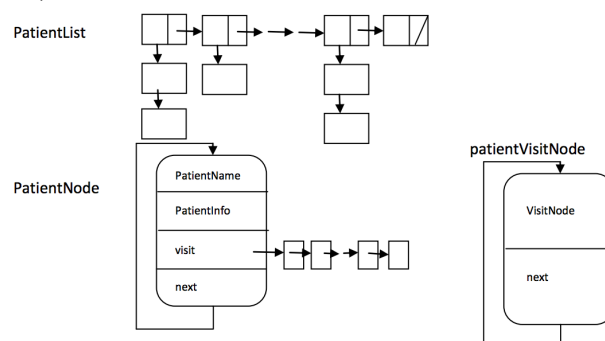 PatientList
patientVisitNode
PatientNode
PatientName
PatientInfo
visit
next
VisitNode
next